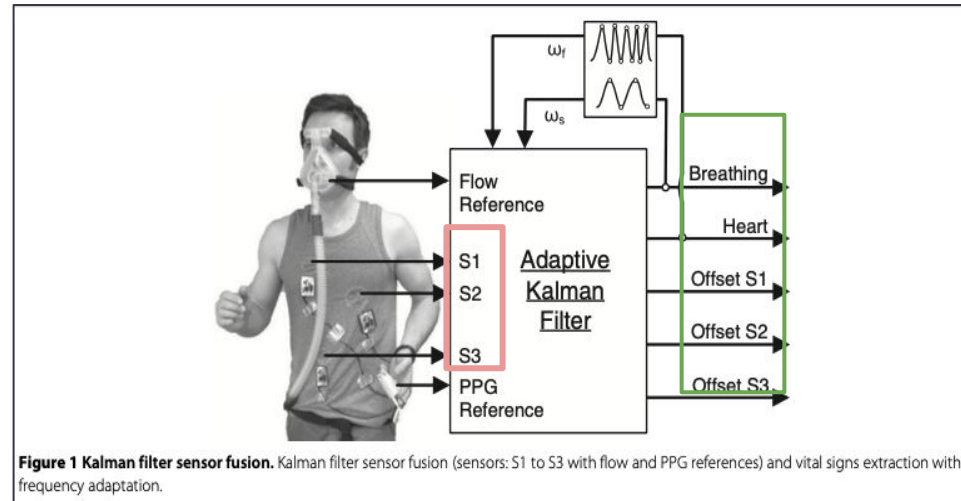 ωf
ωs
Flow
Reference
S1
S2
S3
PPG
Reference
Adaptive
Kalman
Filter
Breathing
Heart
Offset S1
Offset S2
Offset S3
Figure 1 Kalman filter sensor fusion. Kalman filter sensor fusion (sensors: S1 to S3 with flow and PPG references) and vital signs extraction with
frequency adaptation.